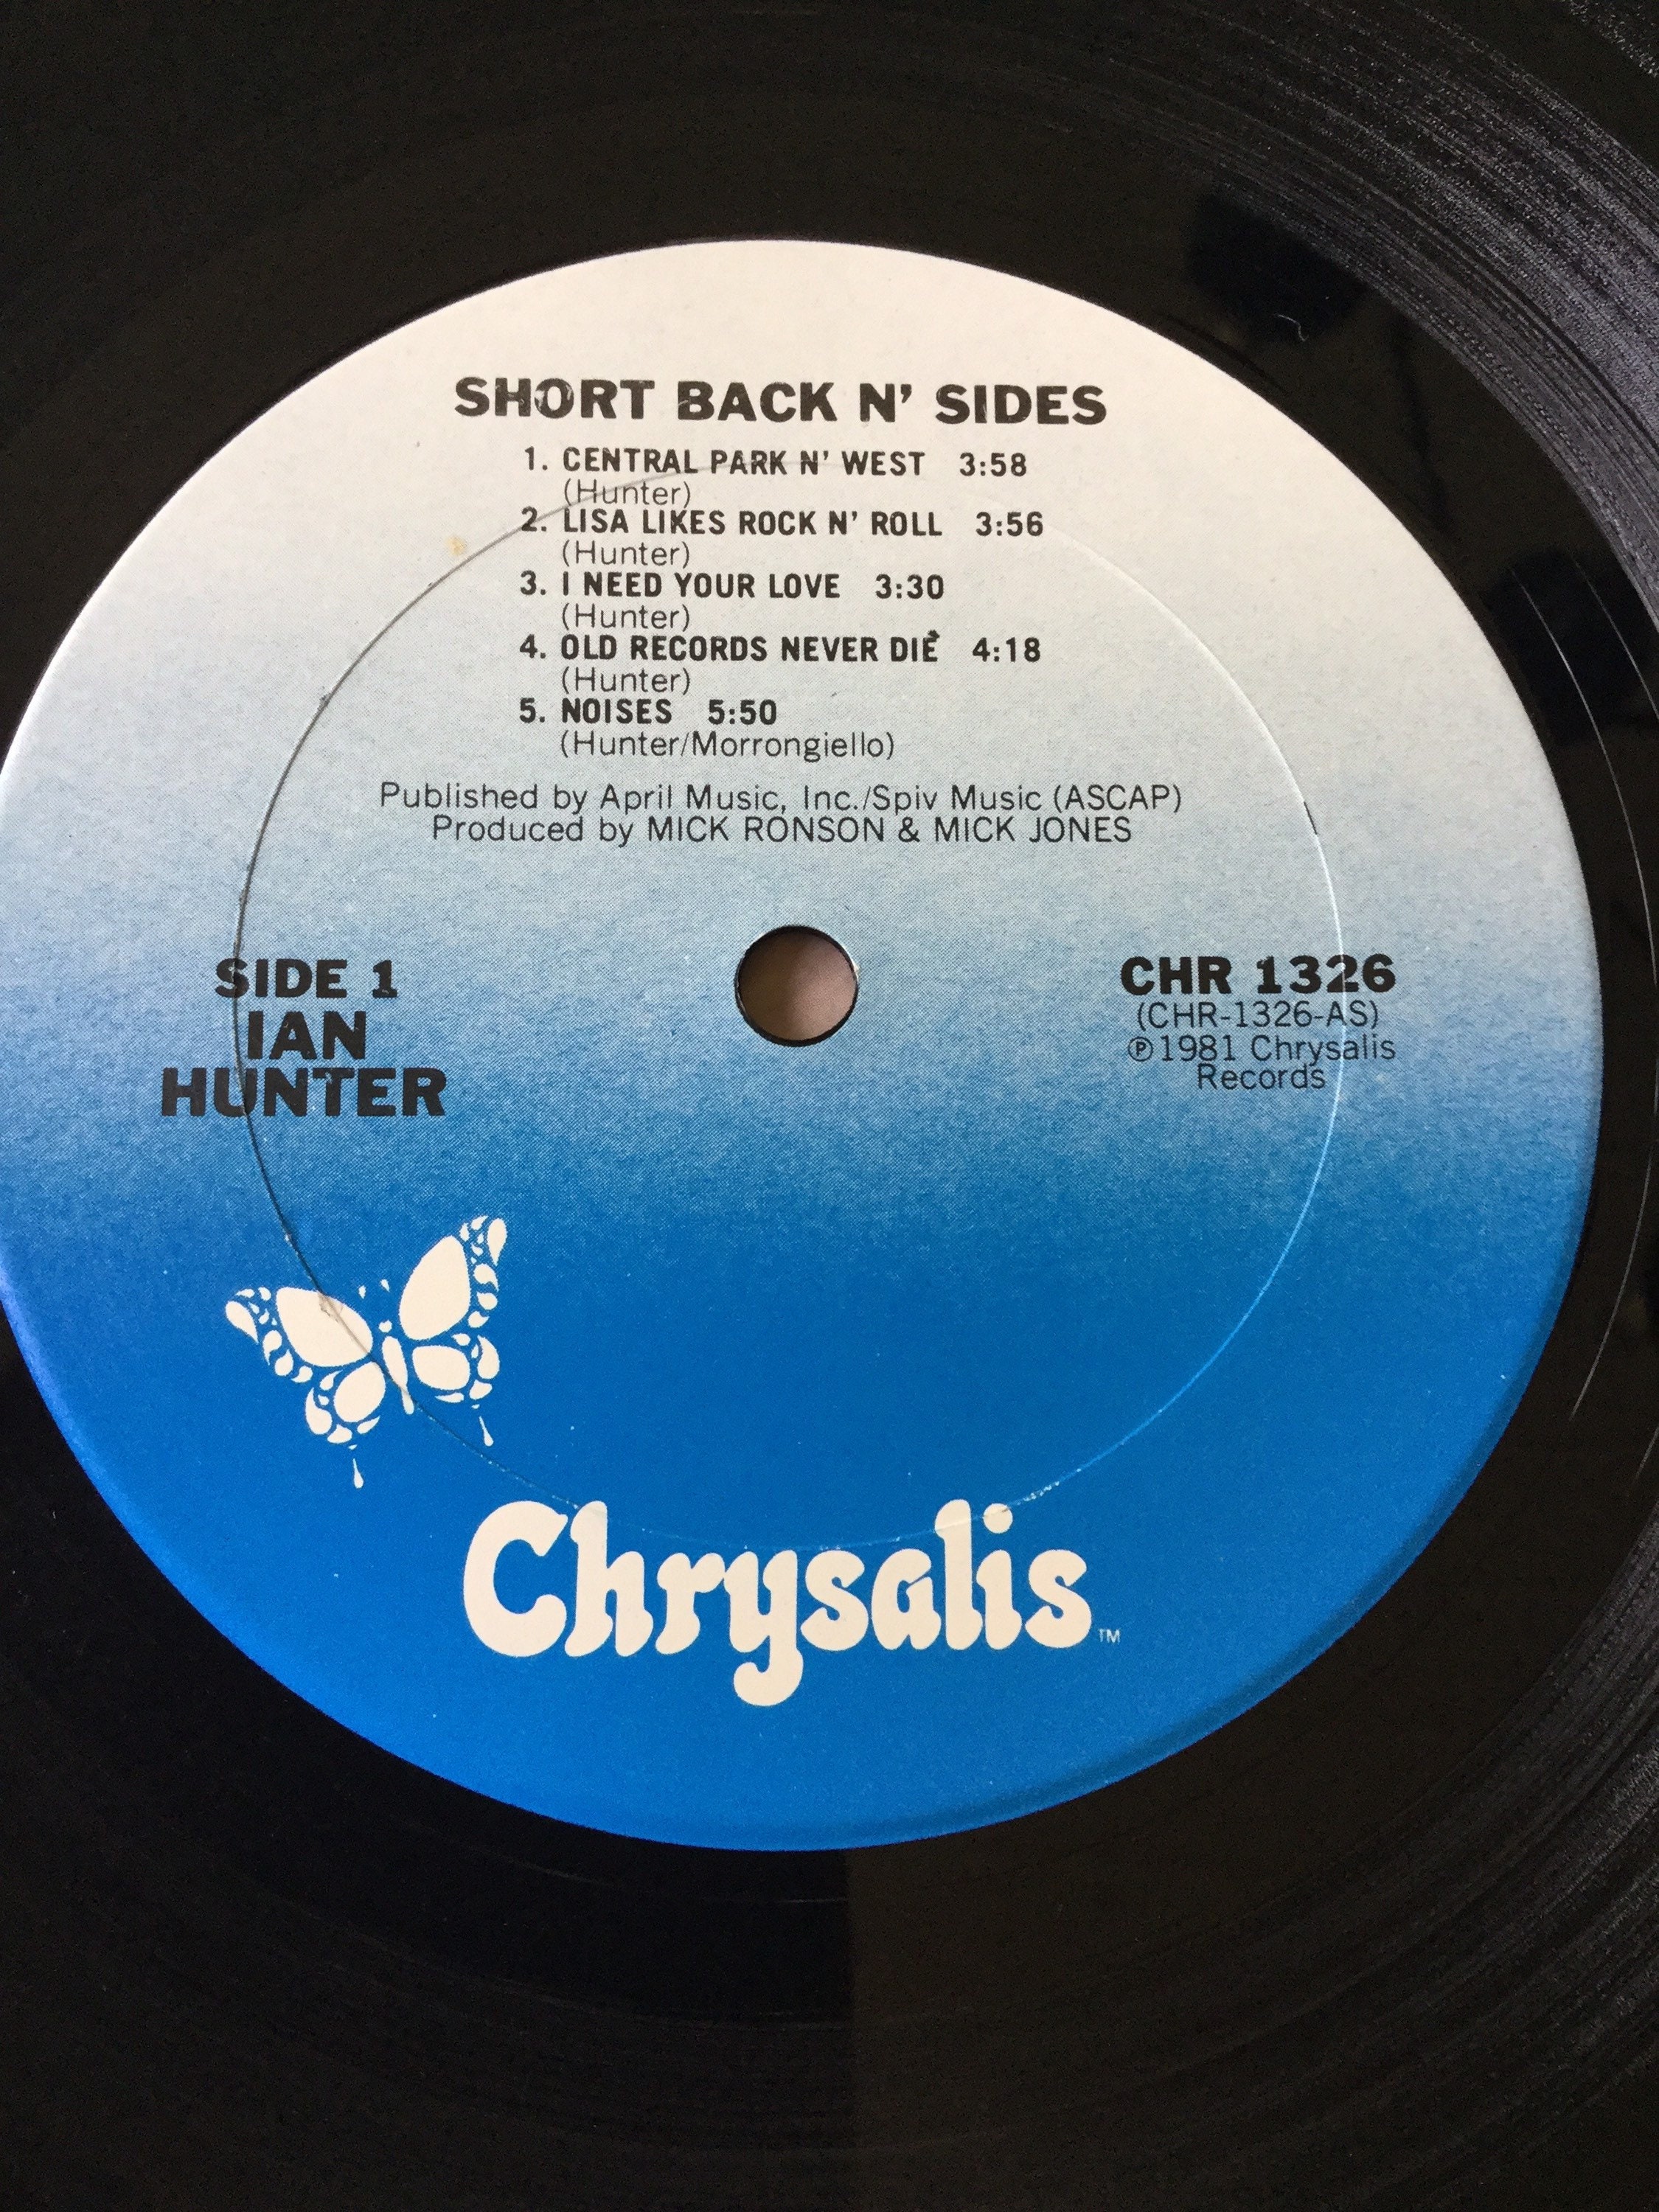 SHORT BACK N' SIDES
1. CENTRAL PARK N' WEST 3:58
(Hunter)
2. LISA LIKES ROCK N' ROLL 3:56
(Hunter)
3. I NEED YOUR LOVE 3:30
(Hunter)
4. OLD RECORDS NEVER DIE 4:18
(Hunter)
5. NOISES 5:50
(Hunter/Morrongiello)
Published by April Music, Inc./Spiv Music (ASCAP)
Produced by MICK RONSON & MICK JONES
SIDE 1
IAN
HUNTER
CHR 1326
(CHR-1326-AS)
℗1981 Chrysalis
Records
Chrysalis™